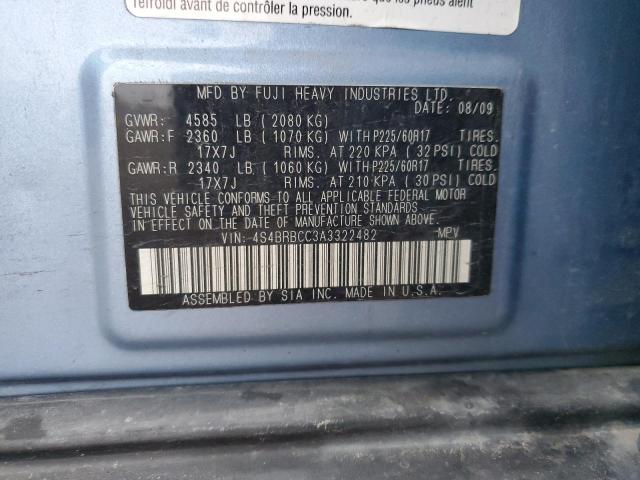 refroidi avant de contrôler la pression.
MFD BY FUJI HEAVY INDUSTRIES LTD.
DATE: 08/09
GVWR: 4585 LB ( 2080 KG)
GAWR:F 2360 LB ( 1070 KG) WITH P225/60R17 TIRES.
17X7J RIMS. AT 220 KPA ( 32 PSI) COLD
GAWR:R 2340 LB ( 1060 KG) WITH P225/60R17 TIRES.
17X7J RIMS. AT 210 KPA ( 30 PSI) COLD
THIS VEHICLE CONFORMS TO ALL APPLICABLE FEDERAL MOTOR
VEHICLE SAFETY AND THEFT PREVENTION STANDARDS
IN EFFECT ON THE DATE OF MANUFACTURE SHOWN ABOVE.
VIN: 4S4BRBCC3A3322482 MPV
ASSEMBLED BY SIA INC. MADE IN U.S.A.